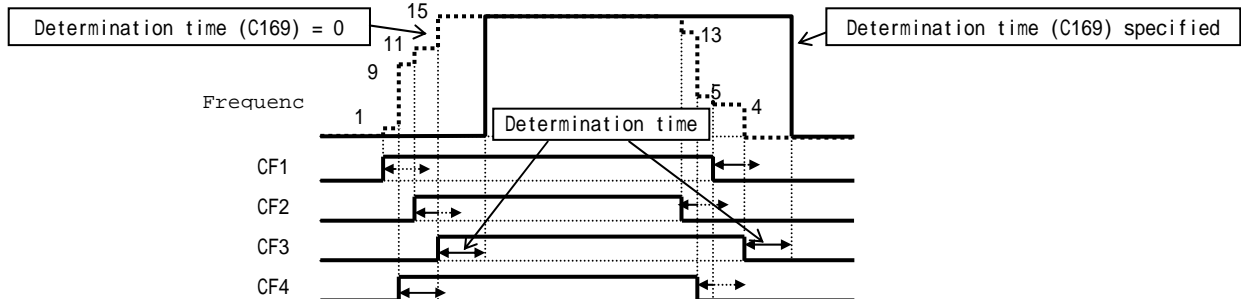 Determination time (C169) = 0
15
Determination time (C169) specified
11
13
9
5
4
Frequenc
1
Determination time
CF1
CF2
CF3
CF4